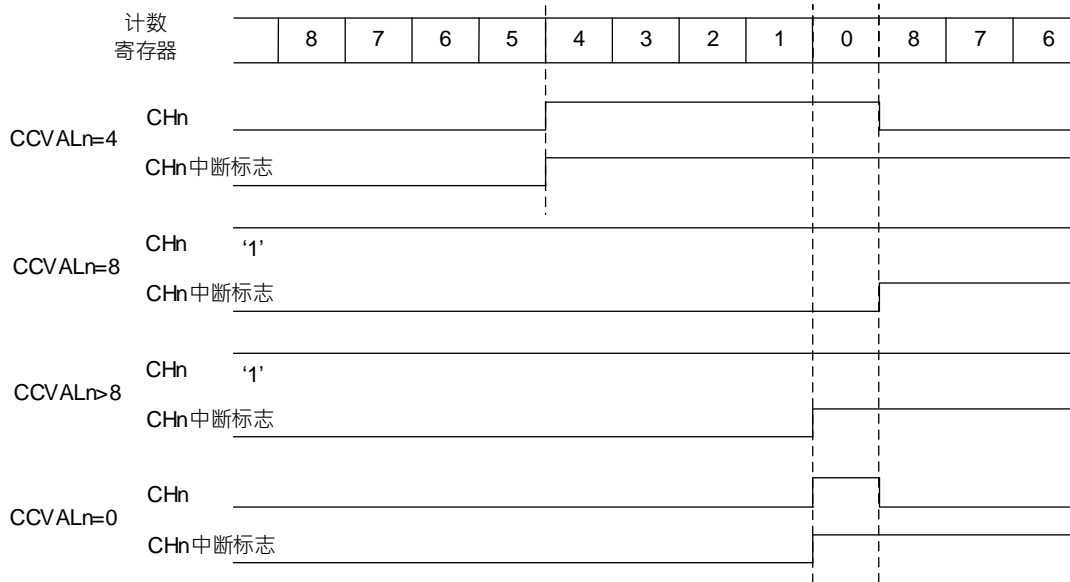 计数
寄存器
8 7 6 5 4 3 2 1 0 8 7 6
CCVALn=4
CHn
CHn中断标志
CCVALn=8
CHn ‘1’
CHn中断标志
CCVALn>8
CHn ‘1’
CHn中断标志
CCVALn=0
CHn
CHn中断标志